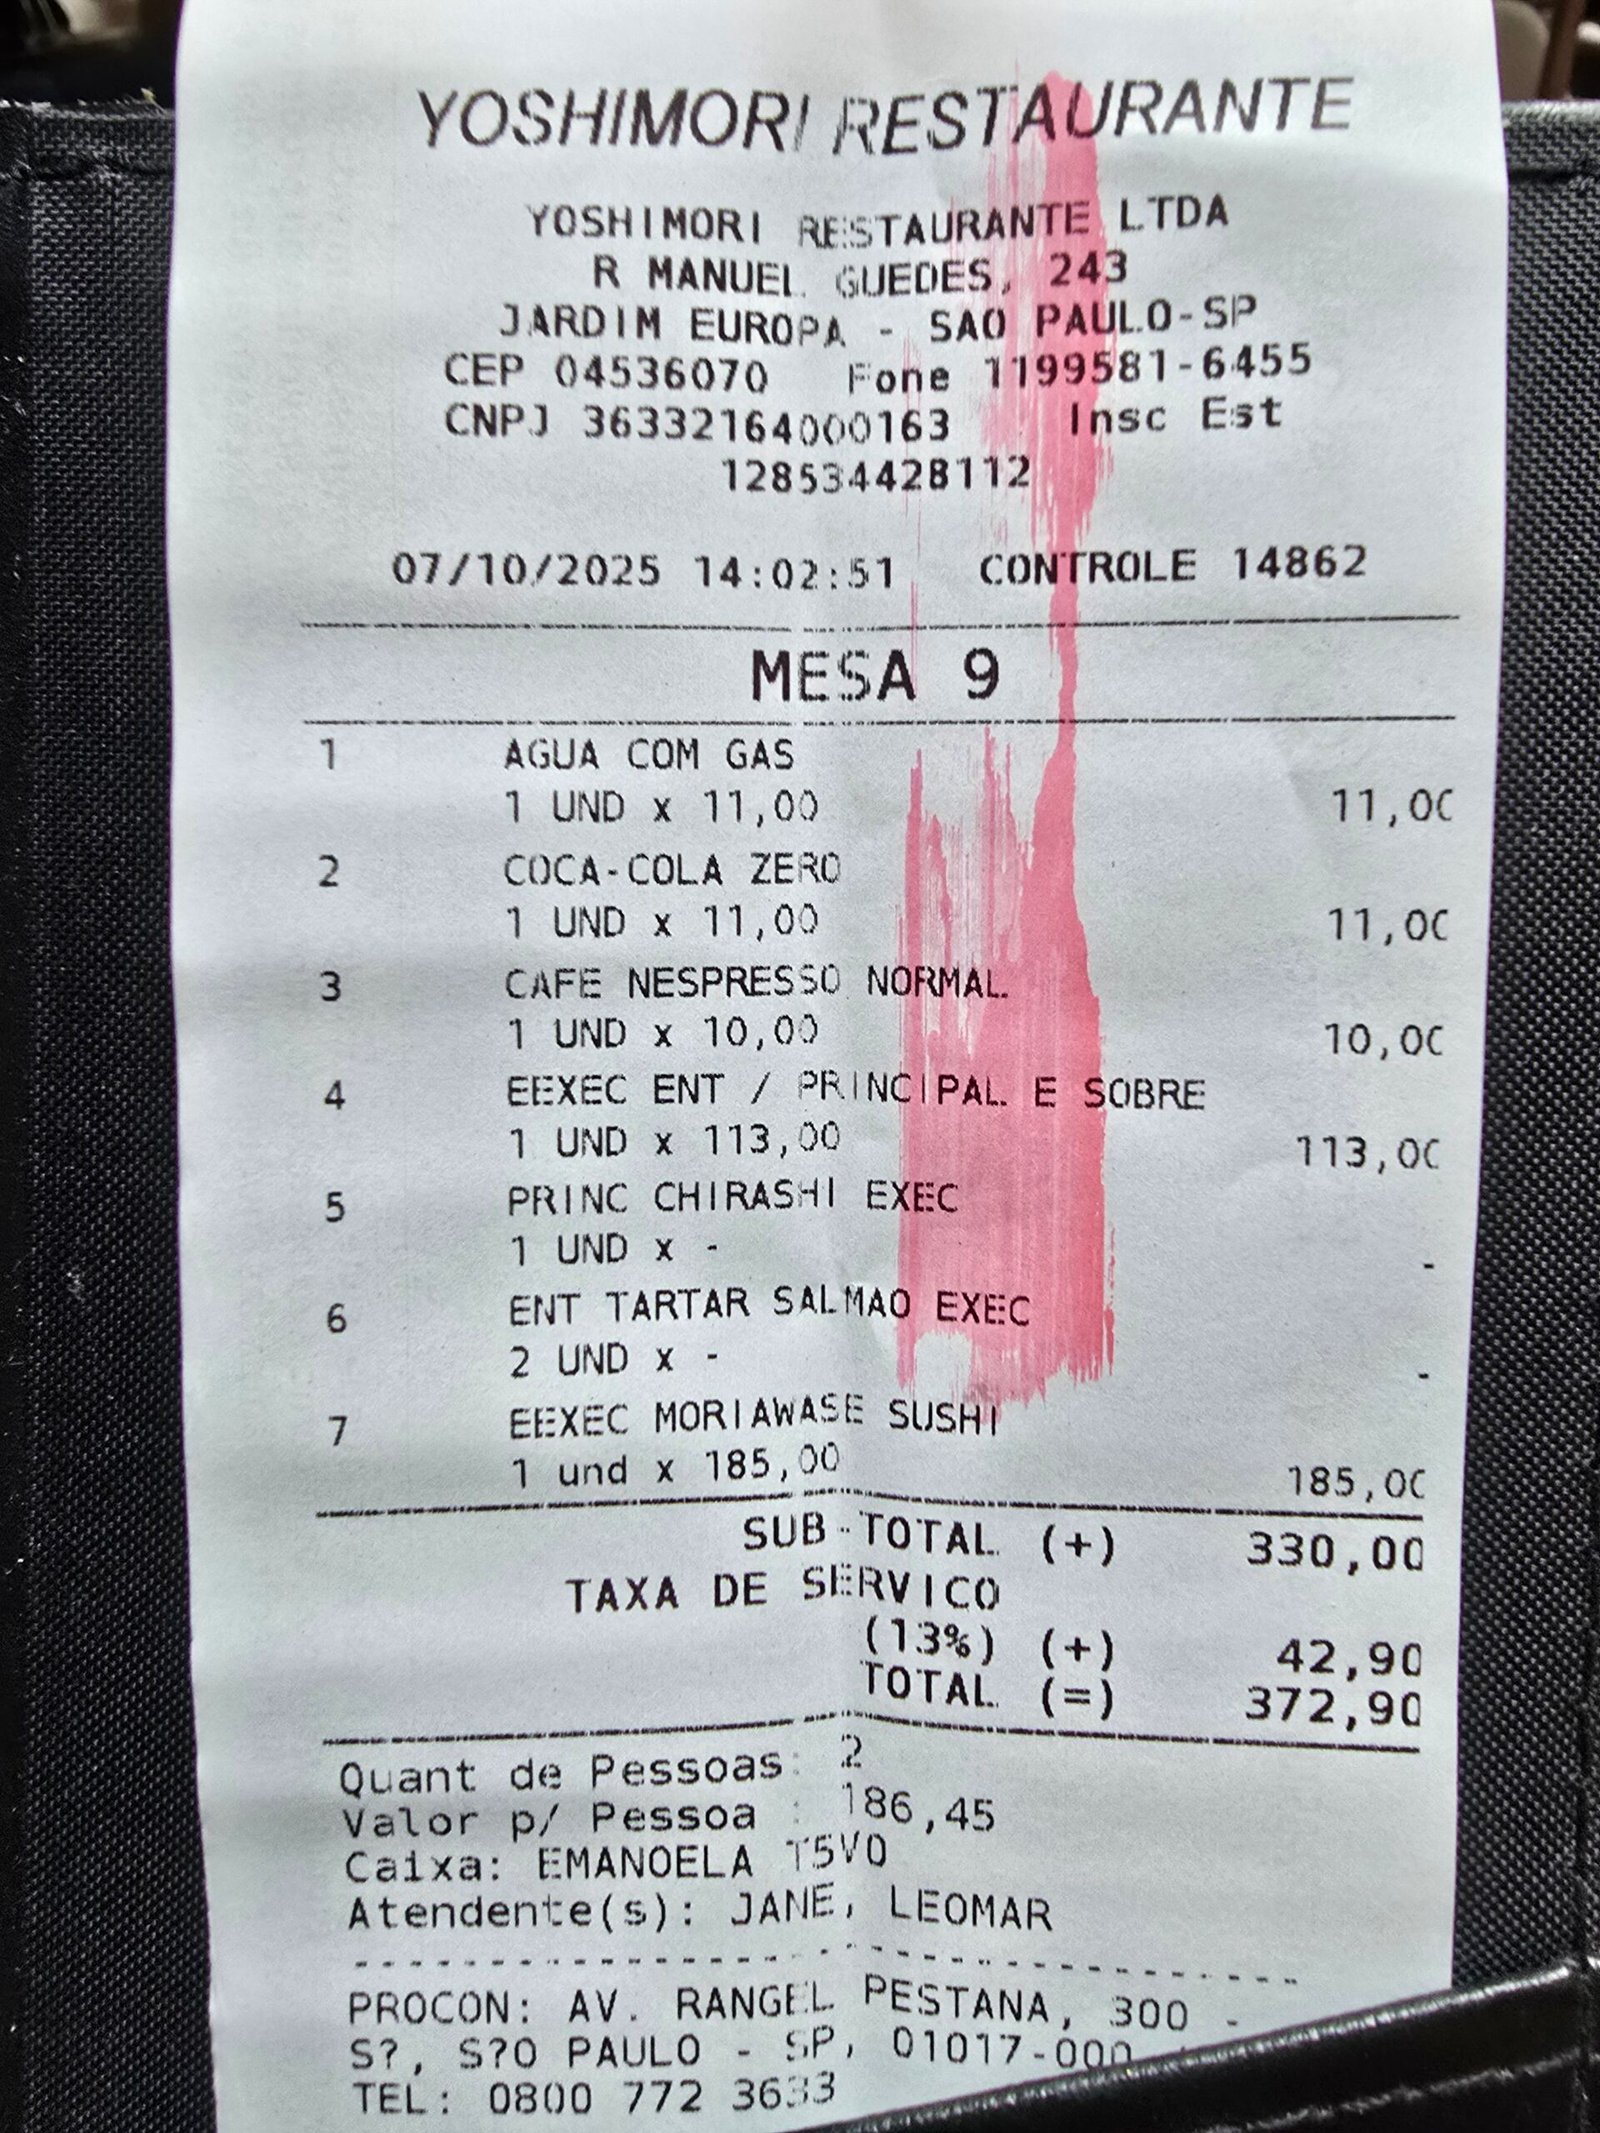 YOSHIMORI RESTAURANTE
YOSHIMORI RESTAURANTE LTDA
R MANUEL GUEDES, 243
JARDIM EUROPA - SAO PAULO-SP
CEP 04536070 Fone 1199581-6455
CNPJ 36332164000163 Insc Est
128534428112
07/10/2025 14:02:51 CONTROLE 14862
MESA 9
1 AGUA COM GAS
1 UND x 11,00 11,00
2 COCA-COLA ZERO
1 UND x 11,00 11,00
3 CAFE NESPRESSO NORMAL
1 UND x 10,00 10,00
4 EEXEC ENT / PRINCIPAL E SOBRE
1 UND x 113,00 113,00
5 PRINC CHIRASHI EXEC
1 UND x - -
6 ENT TARTAR SALMAO EXEC
2 UND x - -
7 EEXEC MORIAWASE SUSHI
1 und x 185,00 185,00
SUB-TOTAL (+) 330,00
TAXA DE SERVICO
(13%) (+) 42,90
TOTAL (=) 372,90
Quant de Pessoas: 2
Valor p/ Pessoa : 186,45
Caixa: EMANOELA T5V0
Atendente(s): JANE, LEOMAR
PROCON: AV. RANGEL PESTANA, 300 -
S?, S?O PAULO - SP, 01017-000
TEL: 0800 772 3633